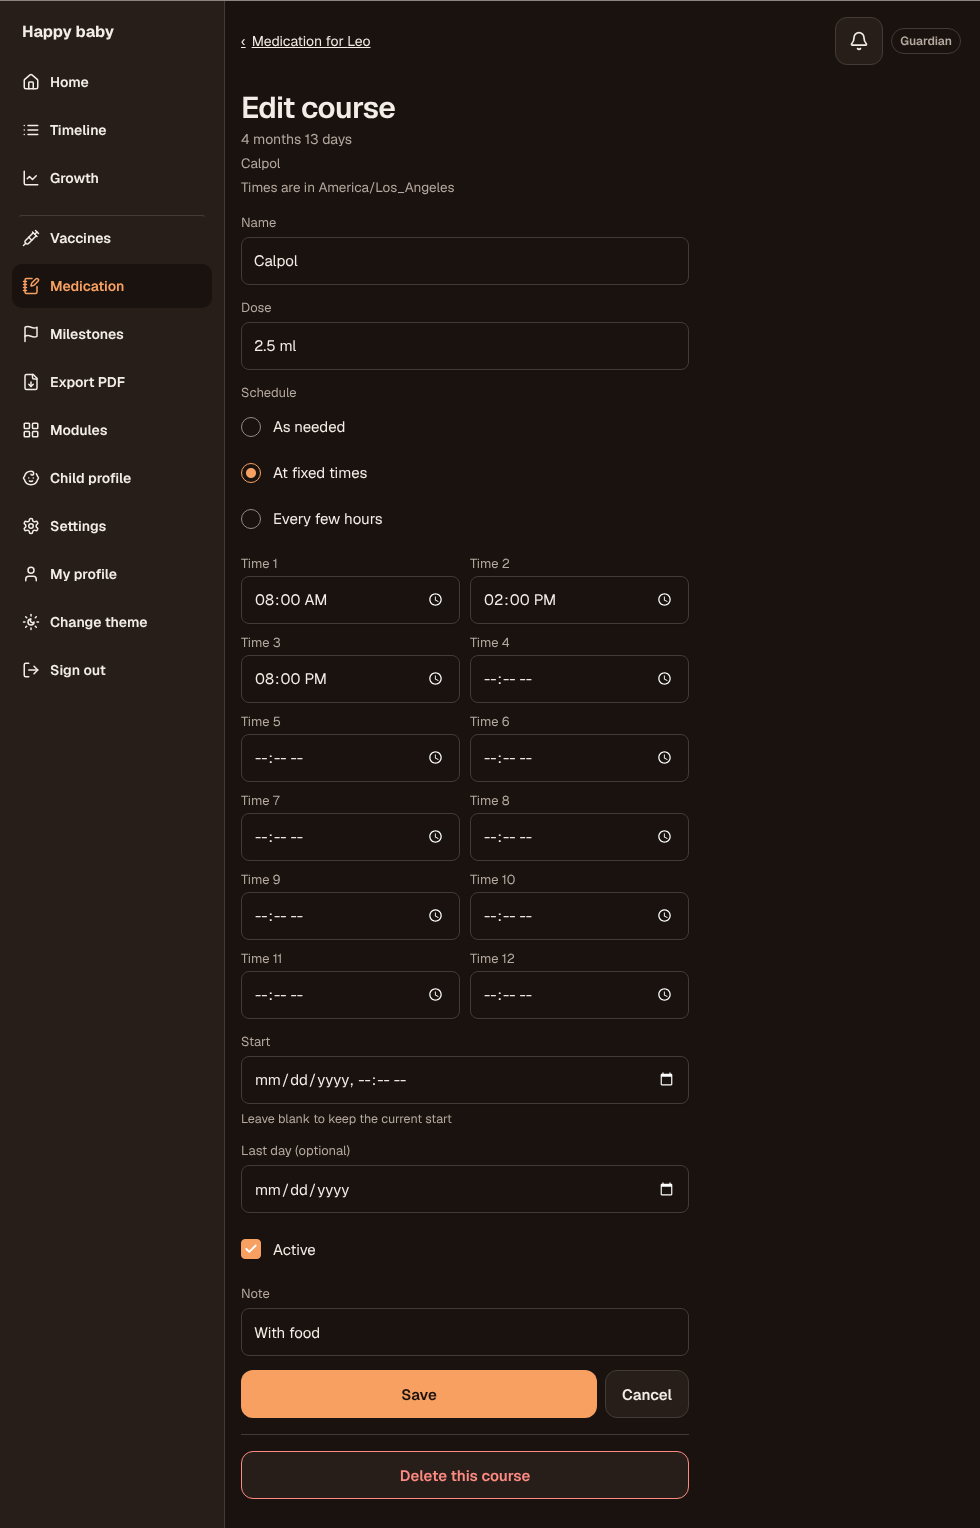 Happy baby
Home
Timeline
Growth
Vaccines
Medication
Milestones
Export PDF
Modules
Child profile
Settings
My profile
Change theme
Sign out
‹ Medication for Leo
Guardian
Edit course
4 months 13 days
Calpol
Times are in America/Los_Angeles
Name
Calpol
Dose
2.5 ml
Schedule
As needed
At fixed times
Every few hours
Time 1
08:00 AM
Time 2
02:00 PM
Time 3
08:00 PM
Time 4
--:-- --
Time 5
--:-- --
Time 6
--:-- --
Time 7
--:-- --
Time 8
--:-- --
Time 9
--:-- --
Time 10
--:-- --
Time 11
--:-- --
Time 12
--:-- --
Start
mm/dd/yyyy, --:-- --
Leave blank to keep the current start
Last day (optional)
mm/dd/yyyy
Active
Note
With food
Save
Cancel
Delete this course